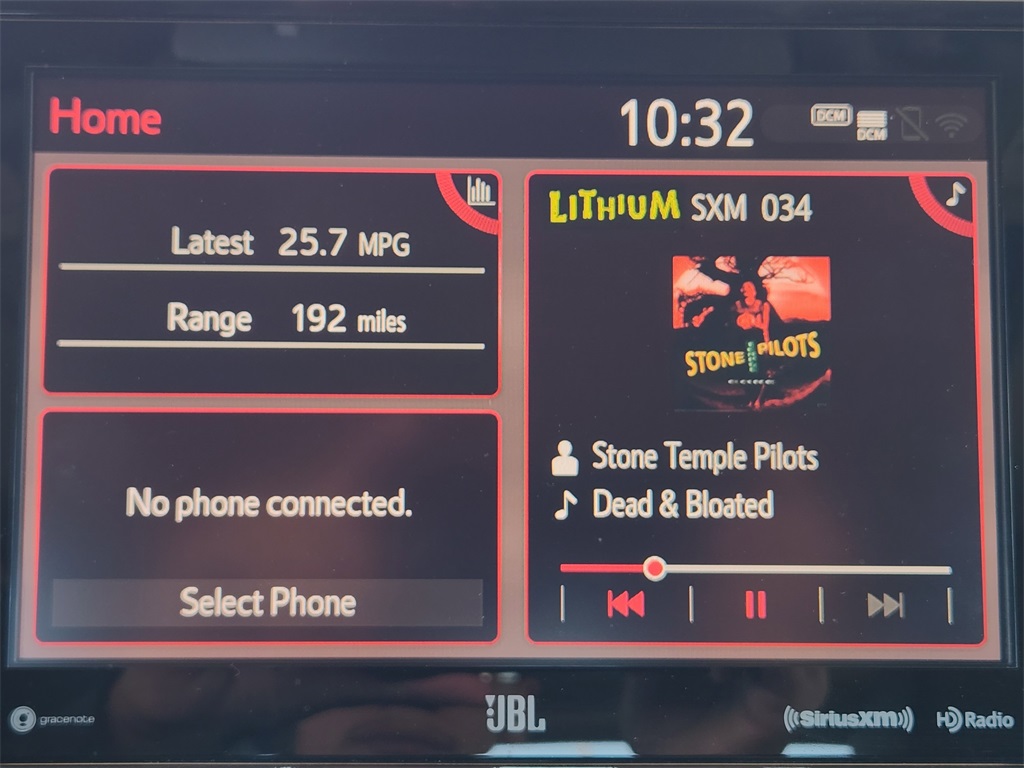 Home
10:32
DCM
DCM
Latest 25.7 MPG
Range 192 miles
No phone connected.
Select Phone
LITHIUM SXM 034
STONE PILOTS
Stone Temple Pilots
Dead & Bloated
gracenote
JBL
SiriusXM
HD Radio